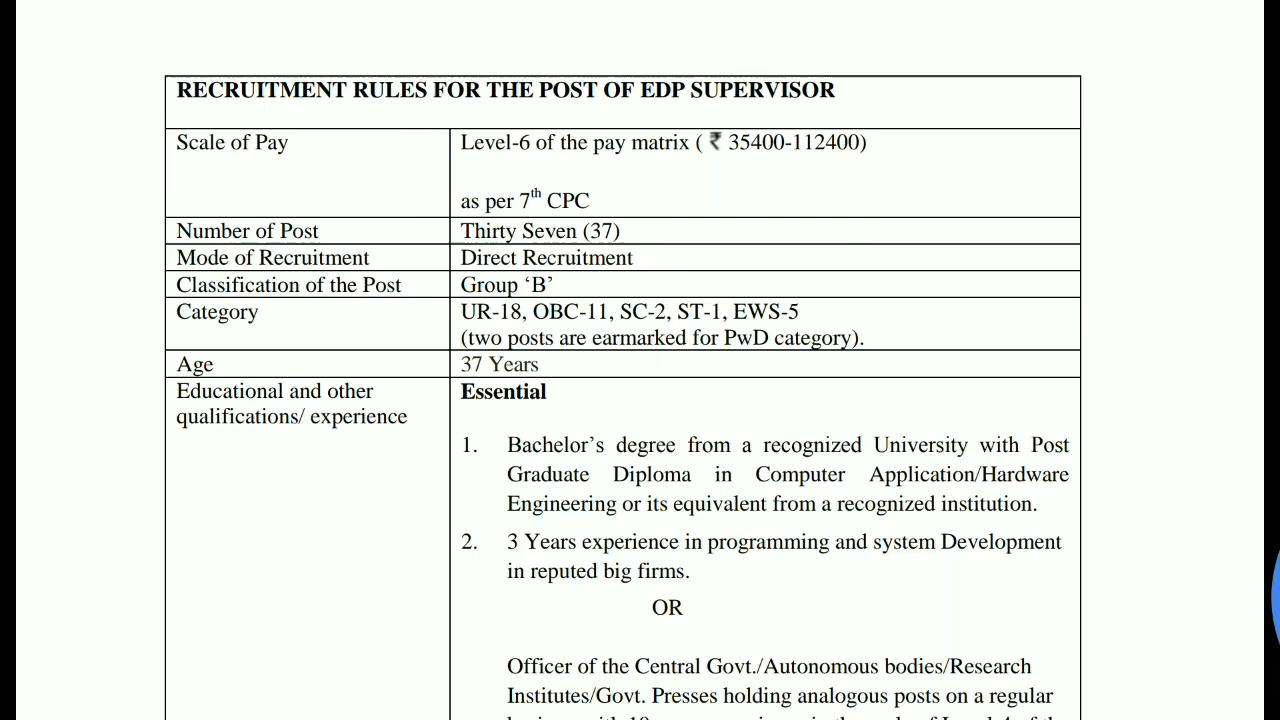 RECRUITMENT RULES FOR THE POST OF EDP SUPERVISOR
Scale of Pay
Level-6 of the pay matrix ( ₹ 35400-112400)
as per 7th CPC
Number of Post
Thirty Seven (37)
Mode of Recruitment
Direct Recruitment
Classification of the Post
Group ‘B’
Category
UR-18, OBC-11, SC-2, ST-1, EWS-5
(two posts are earmarked for PwD category).
Age
37 Years
Educational and other
qualifications/ experience
Essential
1. Bachelor’s degree from a recognized University with Post
Graduate Diploma in Computer Application/Hardware
Engineering or its equivalent from a recognized institution.
2. 3 Years experience in programming and system Development
in reputed big firms.
OR
Officer of the Central Govt./Autonomous bodies/Research
Institutes/Govt. Presses holding analogous posts on a regular